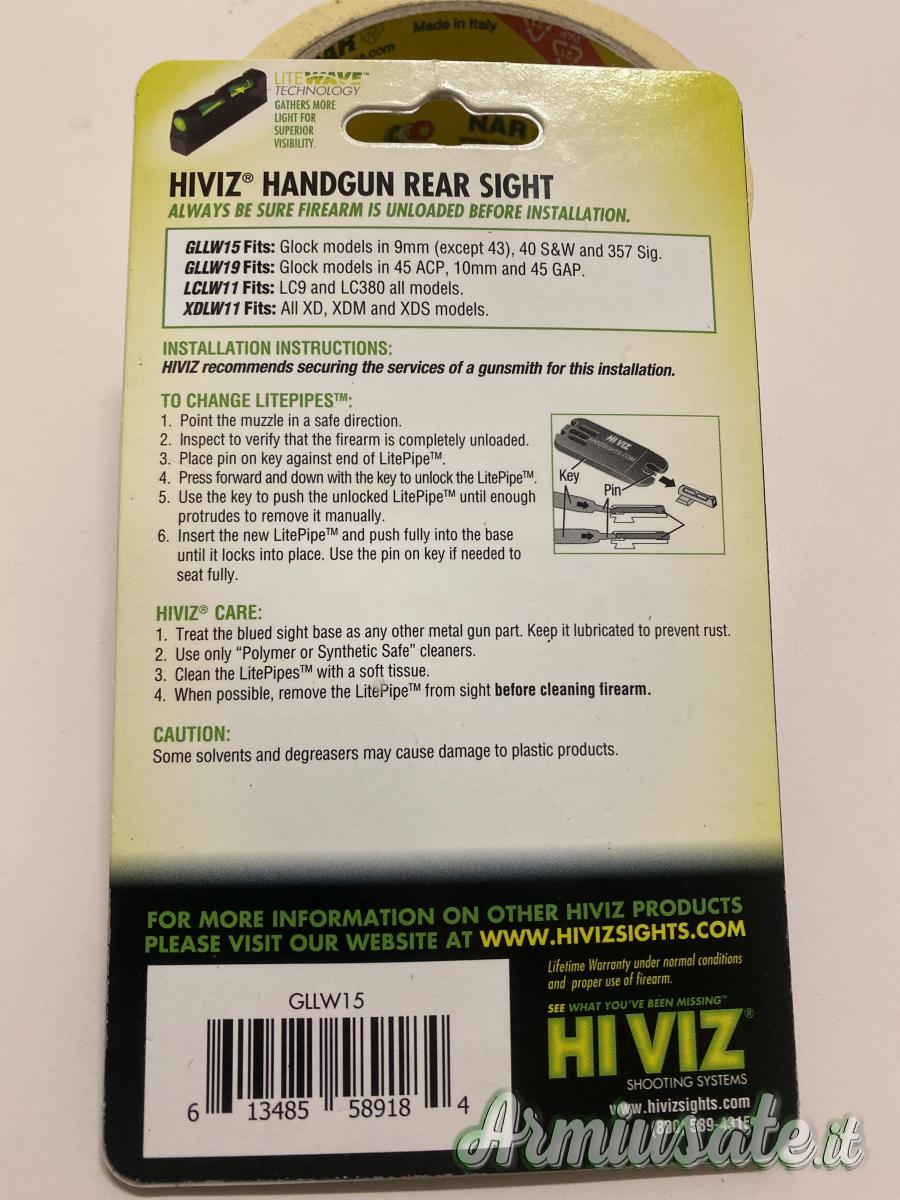 Made in Italy
LITEWAVE™
TECHNOLOGY
GATHERS MORE
LIGHT FOR
SUPERIOR
VISIBILITY.
NAR
HIVIZ® HANDGUN REAR SIGHT
ALWAYS BE SURE FIREARM IS UNLOADED BEFORE INSTALLATION.
GLLW15 Fits: Glock models in 9mm (except 43), 40 S&W and 357 Sig.
GLLW19 Fits: Glock models in 45 ACP, 10mm and 45 GAP.
LCLW11 Fits: LC9 and LC380 all models.
XDLW11 Fits: All XD, XDM and XDS models.
INSTALLATION INSTRUCTIONS:
HIVIZ recommends securing the services of a gunsmith for this installation.
TO CHANGE LITEPIPES™:
1. Point the muzzle in a safe direction.
2. Inspect to verify that the firearm is completely unloaded.
3. Place pin on key against end of LitePipe™.
4. Press forward and down with the key to unlock the LitePipe™.
5. Use the key to push the unlocked LitePipe™ until enough
protrudes to remove it manually.
6. Insert the new LitePipe™ and push fully into the base
until it locks into place. Use the pin on key if needed to
seat fully.
HI VIZ
HIVIZSIGHTS.COM
Key
Pin
HIVIZ® CARE:
1. Treat the blued sight base as any other metal gun part. Keep it lubricated to prevent rust.
2. Use only “Polymer or Synthetic Safe” cleaners.
3. Clean the LitePipes™ with a soft tissue.
4. When possible, remove the LitePipe™ from sight before cleaning firearm.
CAUTION:
Some solvents and degreasers may cause damage to plastic products.
FOR MORE INFORMATION ON OTHER HIVIZ PRODUCTS
PLEASE VISIT OUR WEBSITE AT WWW.HIVIZSIGHTS.COM
Lifetime Warranty under normal conditions
and proper use of firearm.
SEE WHAT YOU'VE BEEN MISSING™
HI VIZ®
SHOOTING SYSTEMS
www.hivizsights.com
(800) 589-4315
GLLW15
6 13485 58918 4
Armiusate.it